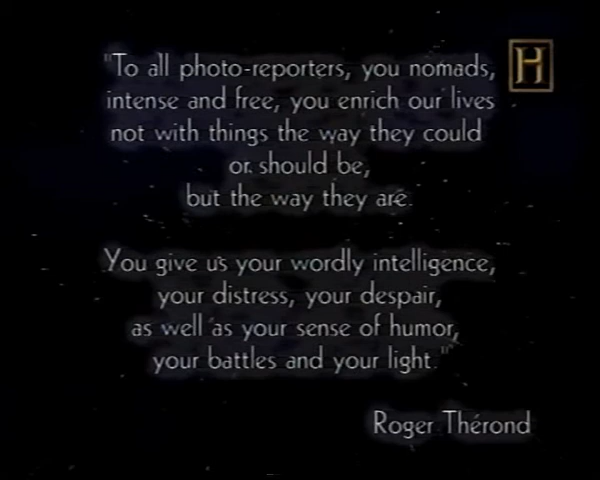 "To all photo-reporters, you nomads,
H
intense and free, you enrich our lives
not with things the way they could
or should be,
but the way they are.
You give us your wordly intelligence,
your distress, your despair,
as well as your sense of humor,
your battles and your light."
Roger Thérond